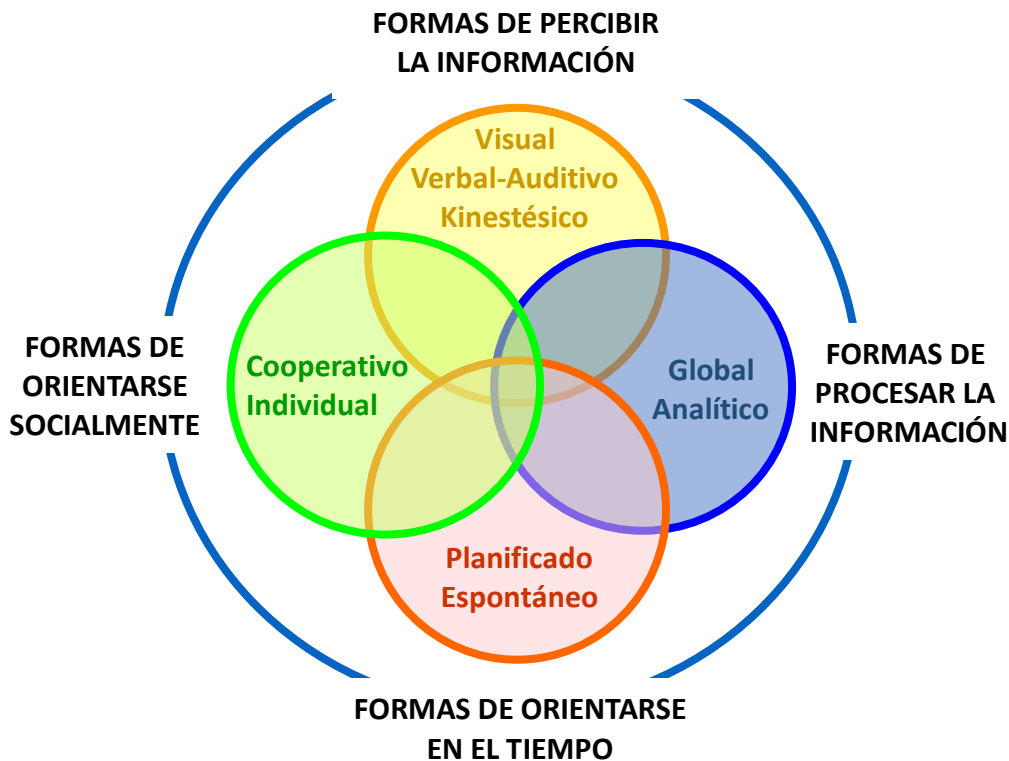 FORMAS DE PERCIBIR
LA INFORMACIÓN
Visual
Verbal-Auditivo
Kinestésico
FORMAS DE
ORIENTARSE
SOCIALMENTE
Cooperativo
Individual
Global
Analítico
FORMAS DE
PROCESAR LA
INFORMACIÓN
Planificado
Espontáneo
FORMAS DE ORIENTARSE
EN EL TIEMPO